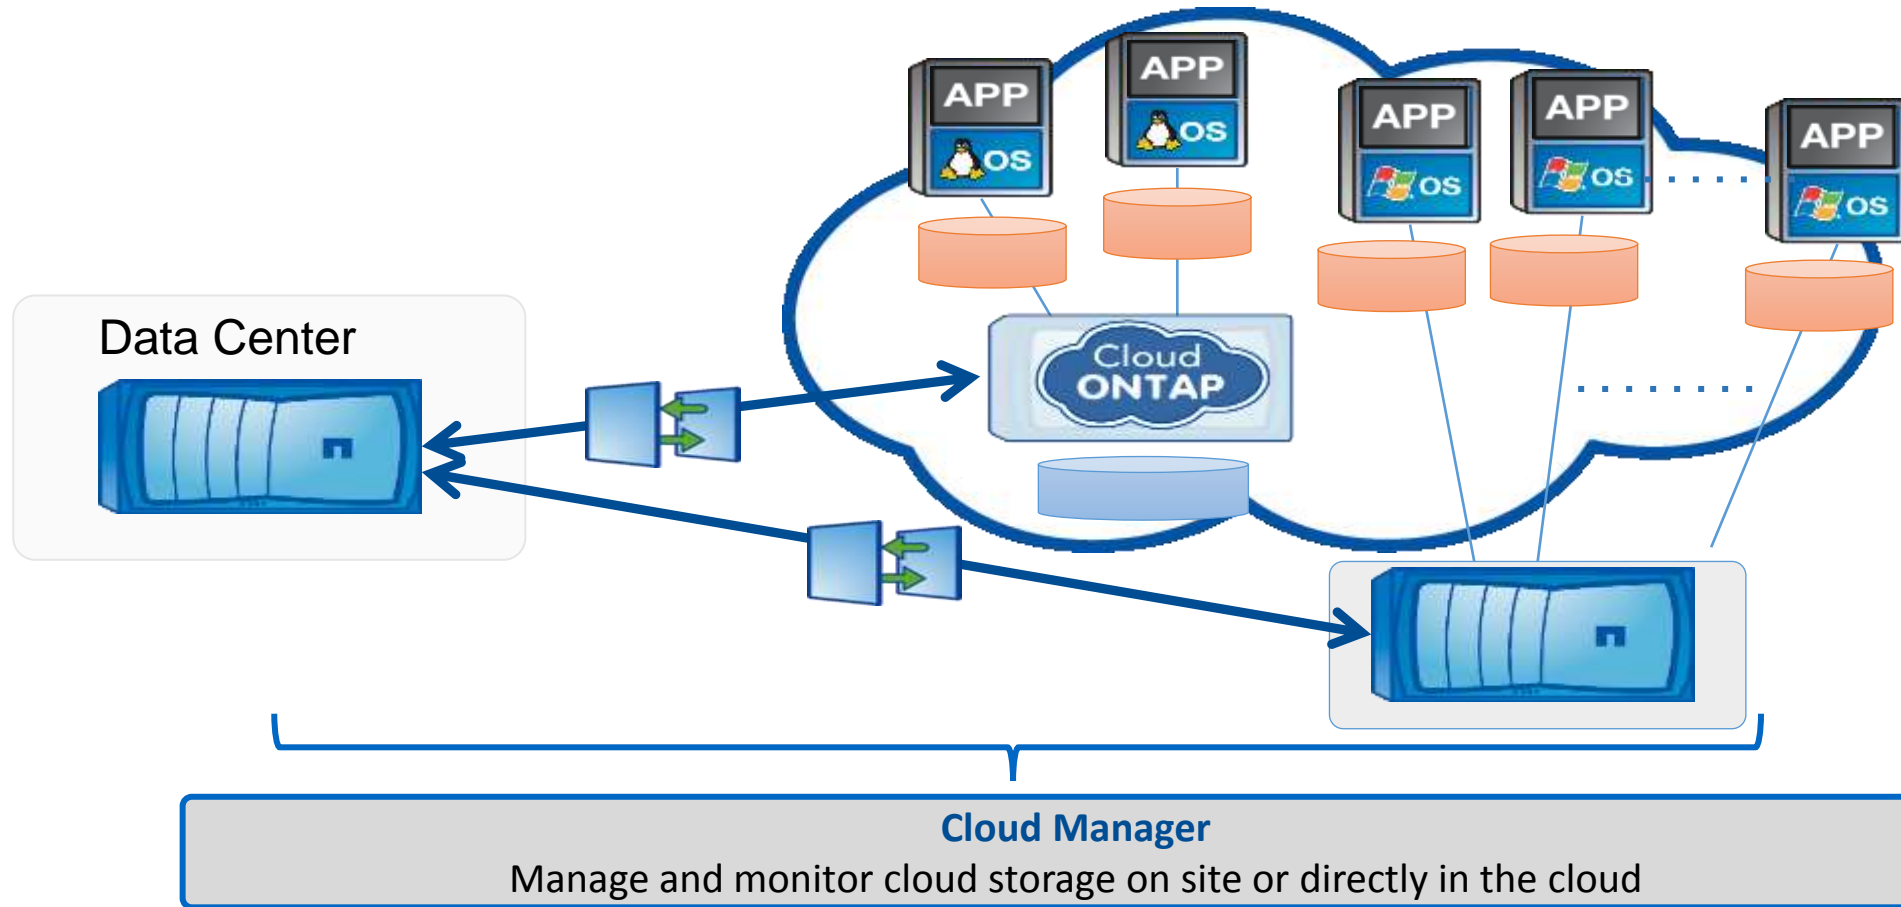 APP
OS
APP
OS
APP
OS
APP
OS
APP
OS
Data Center
Cloud
ONTAP
Cloud Manager
Manage and monitor cloud storage on site or directly in the cloud